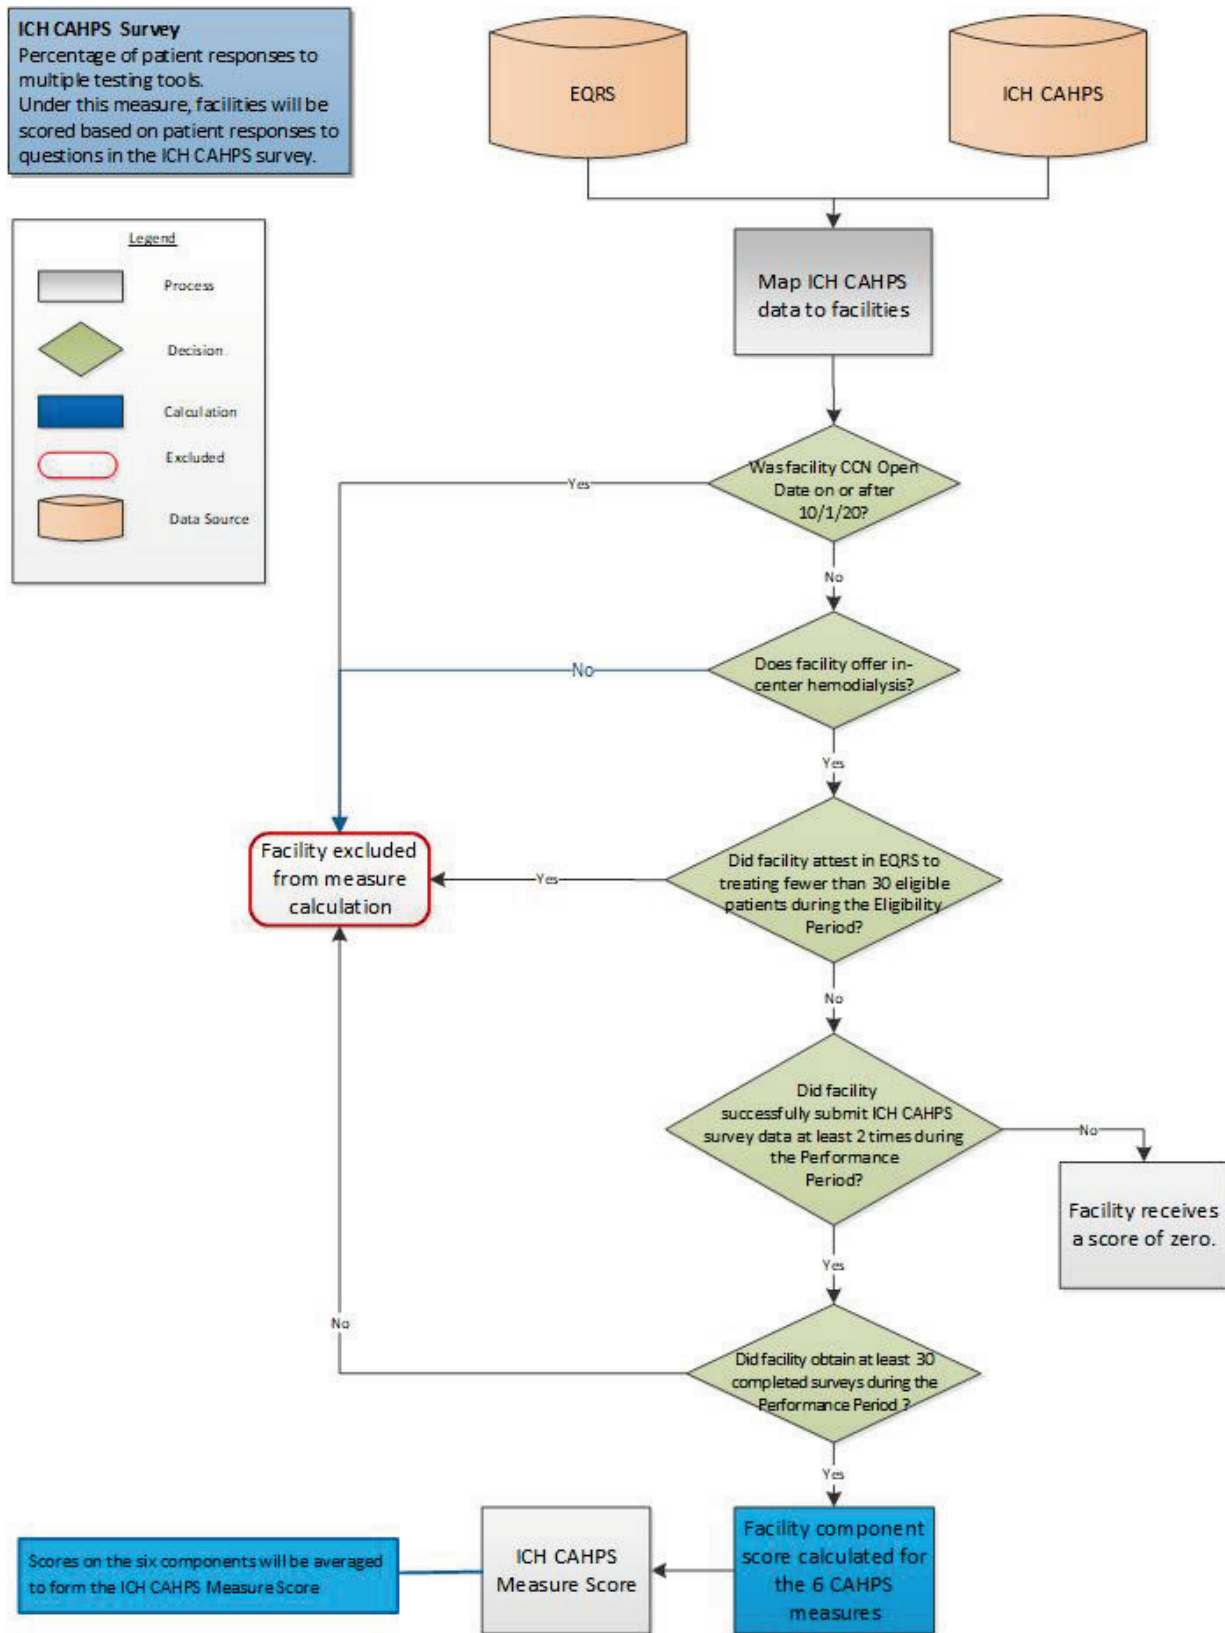 ICH CAHPS Survey
Percentage of patient responses to
multiple testing tools.
Under this measure, facilities will be
scored based on patient responses to
questions in the ICH CAHPS survey.
EQRS
ICH CAHPS
Legend
Process
Decision
Calculation
Excluded
Data Source
Map ICH CAHPS
data to facilities
Was facility CCN Open
Date on or after
10/1/20?
Yes
No
Does facility offer in-
center hemodialysis?
No
Yes
Did facility attest in EQRS to
treating fewer than 30 eligible
patients during the Eligibility
Period?
Yes
Facility excluded
from measure
calculation
No
Did facility
successfully submit ICH CAHPS
survey data at least 2 times during
the Performance
Period?
No
Facility receives
a score of zero.
Yes
Did facility obtain at least 30
completed surveys during the
Performance Period ?
No
Yes
Facility component
score calculated for
the 6 CAHPS
measures
ICH CAHPS
Measure Score
Scores on the six components will be averaged
to form the ICH CAHPS Measure Score